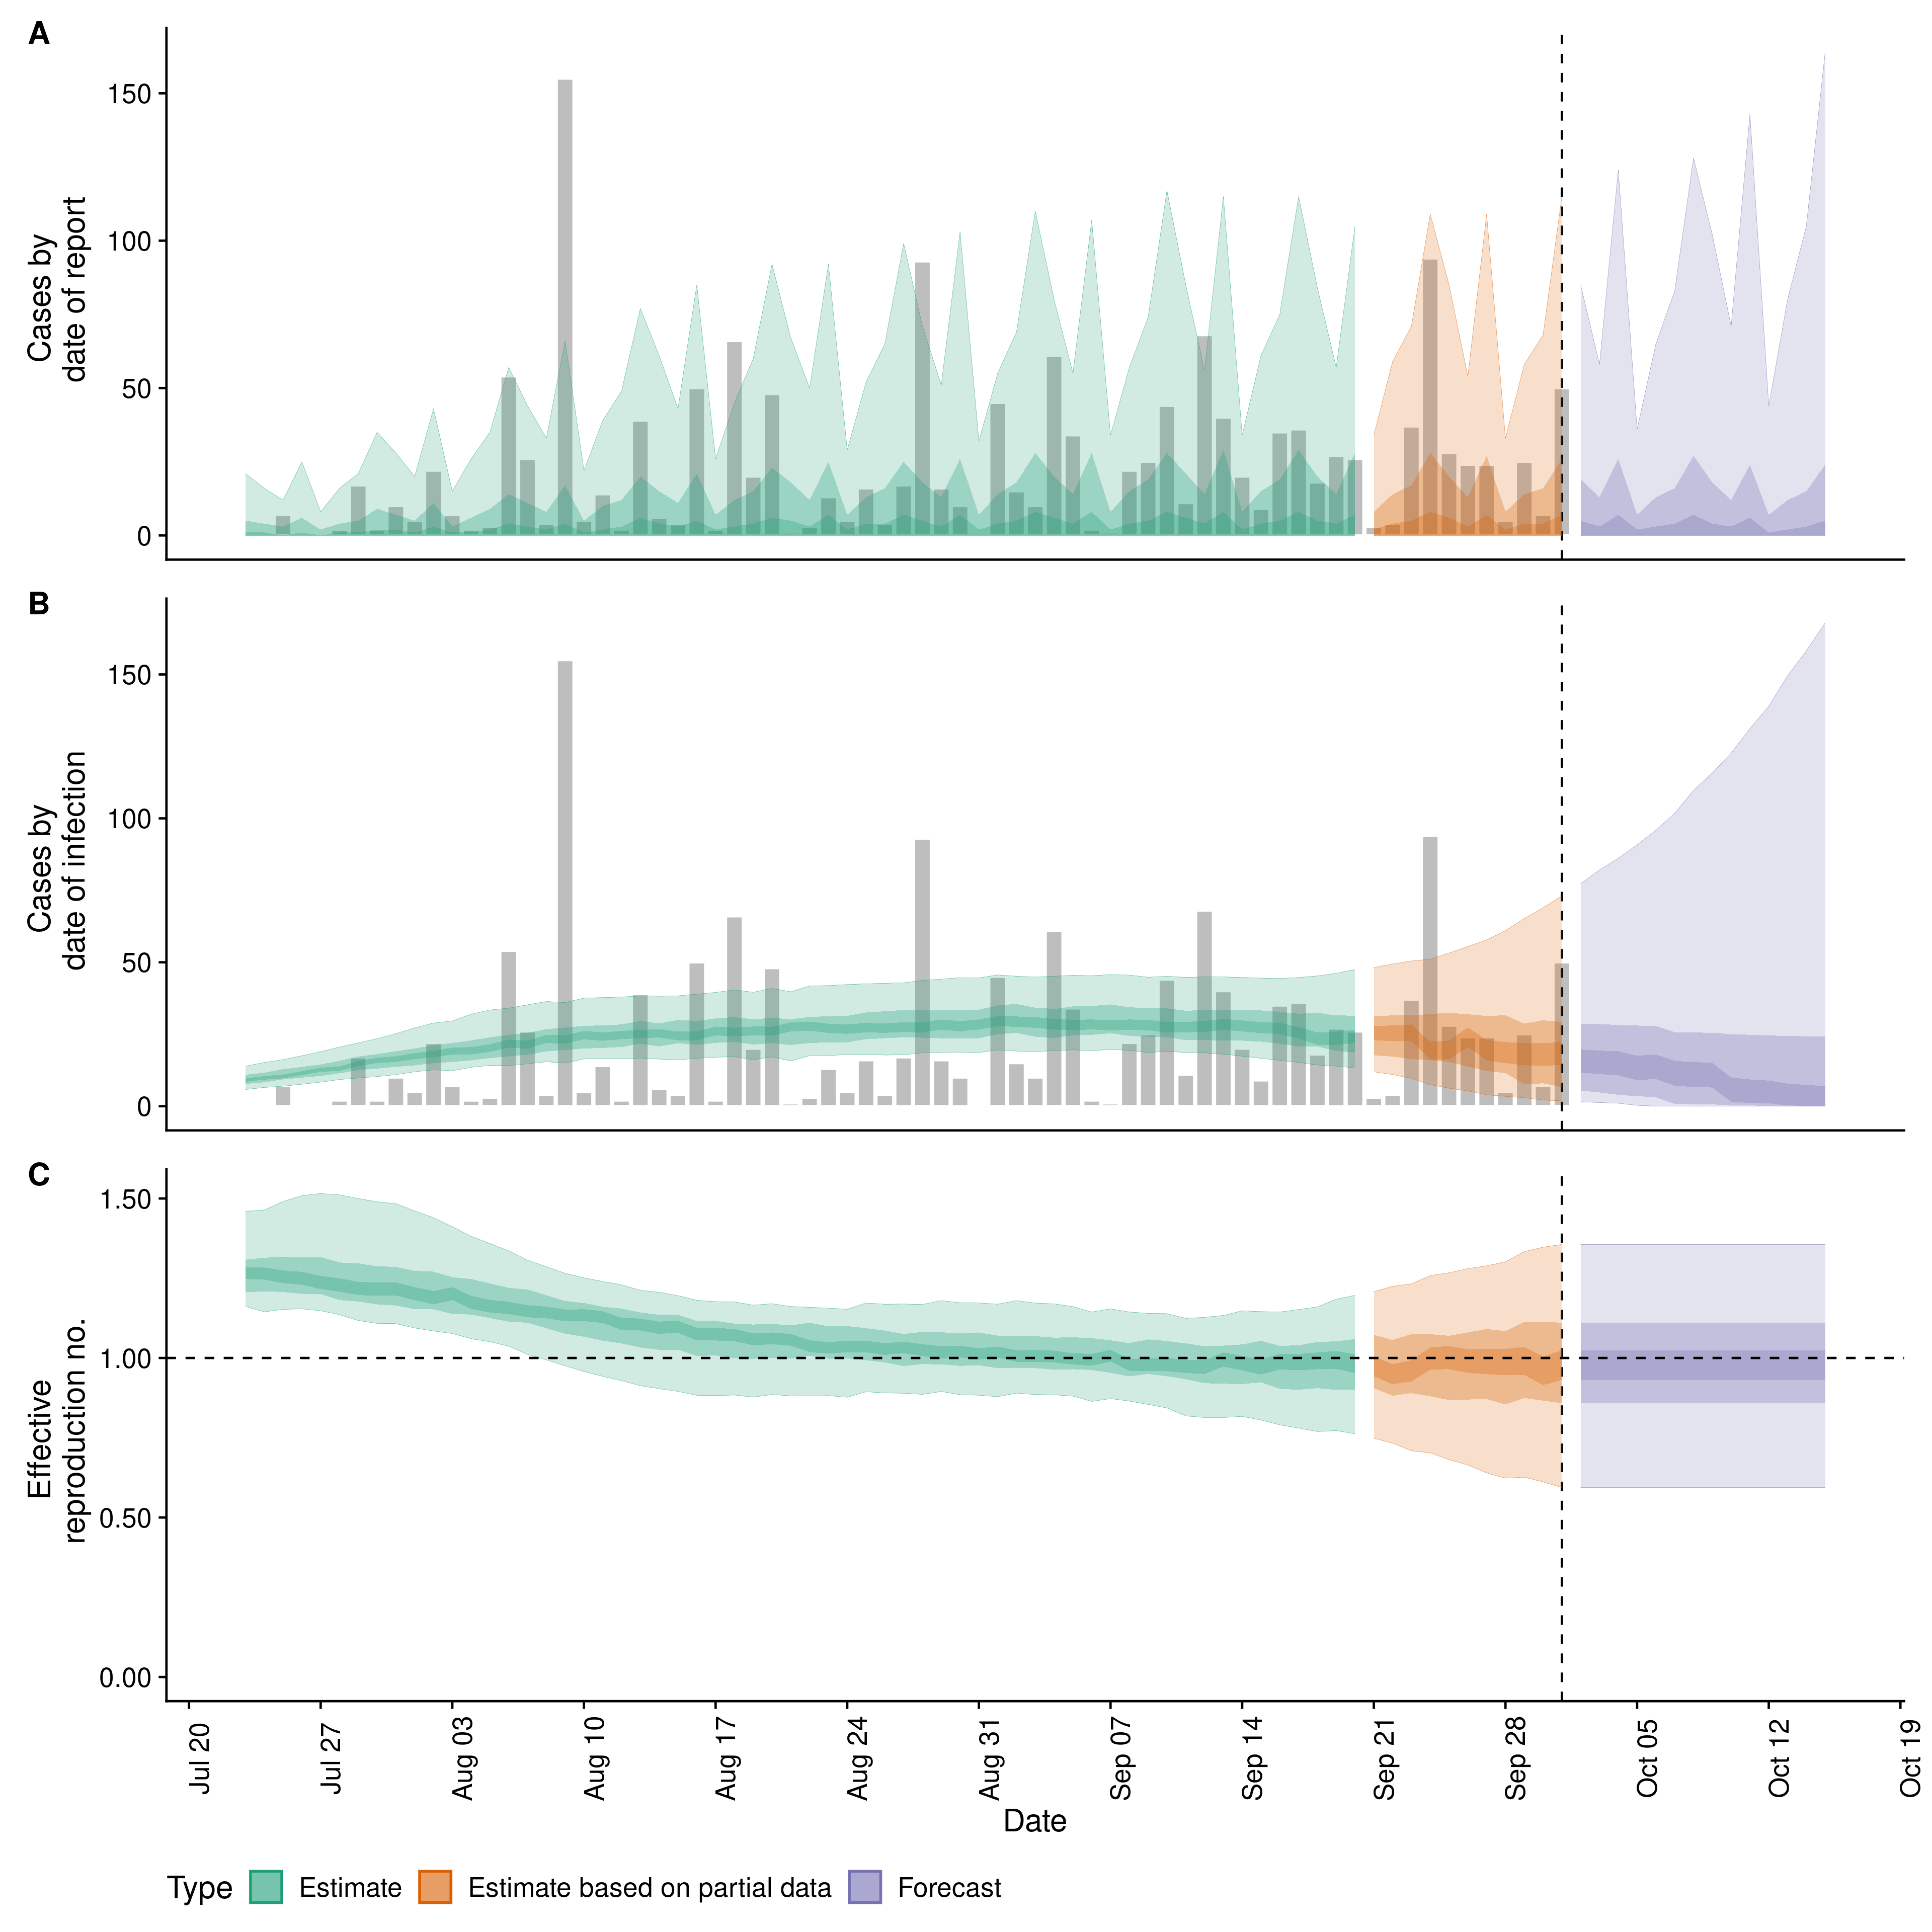 A
Cases by
date of report
150
100
50
0
B
Cases by
date of infection
150
100
50
0
C
Effective
reproduction no.
1.50
1.00
0.50
0.00
Jul 20
Jul 27
Aug 03
Aug 10
Aug 17
Aug 24
Aug 31
Sep 07
Sep 14
Sep 21
Sep 28
Oct 05
Oct 12
Oct 19
Date
Type Estimate Estimate based on partial data Forecast